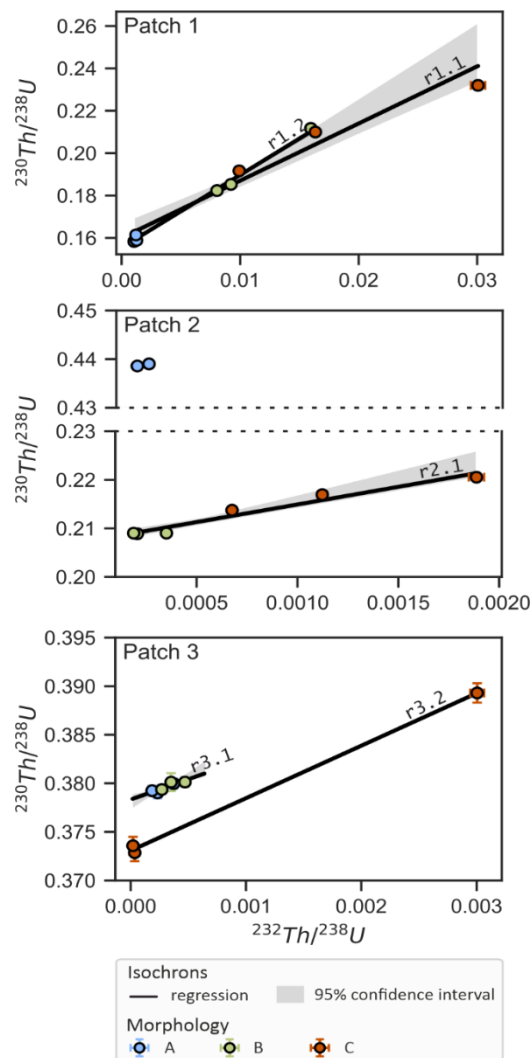 Patch 1
0.26
0.24
0.22
0.20
0.18
0.16
²³⁰Th/²³⁸U
r1.1
r1.2
0.00 0.01 0.02 0.03
Patch 2
0.45
0.44
0.43
0.23
0.22
0.21
0.20
²³⁰Th/²³⁸U
r2.1
0.0005 0.0010 0.0015 0.0020
Patch 3
0.395
0.390
0.385
0.380
0.375
0.370
²³⁰Th/²³⁸U
r3.2
r3.1
0.000 0.001 0.002 0.003
²³²Th/²³⁸U
Isochrons
regression 95% confidence interval
Morphology
A B C